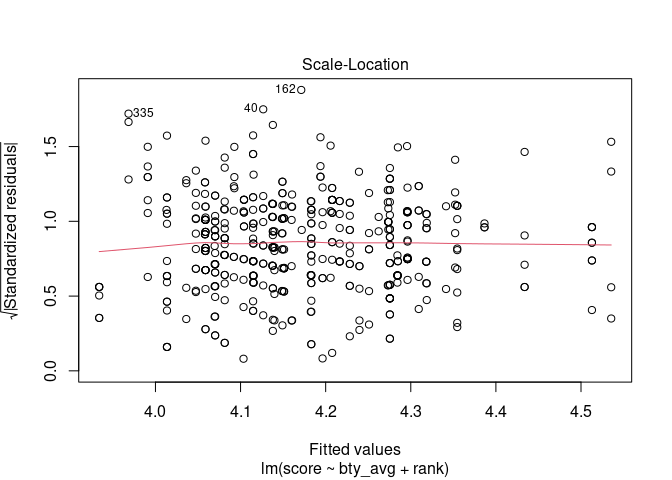 Scale-Location
162
40
335
√|Standardized residuals|
1.5
1.0
0.5
0.0
4.0 4.1 4.2 4.3 4.4 4.5
Fitted values
lm(score ~ bty_avg + rank)